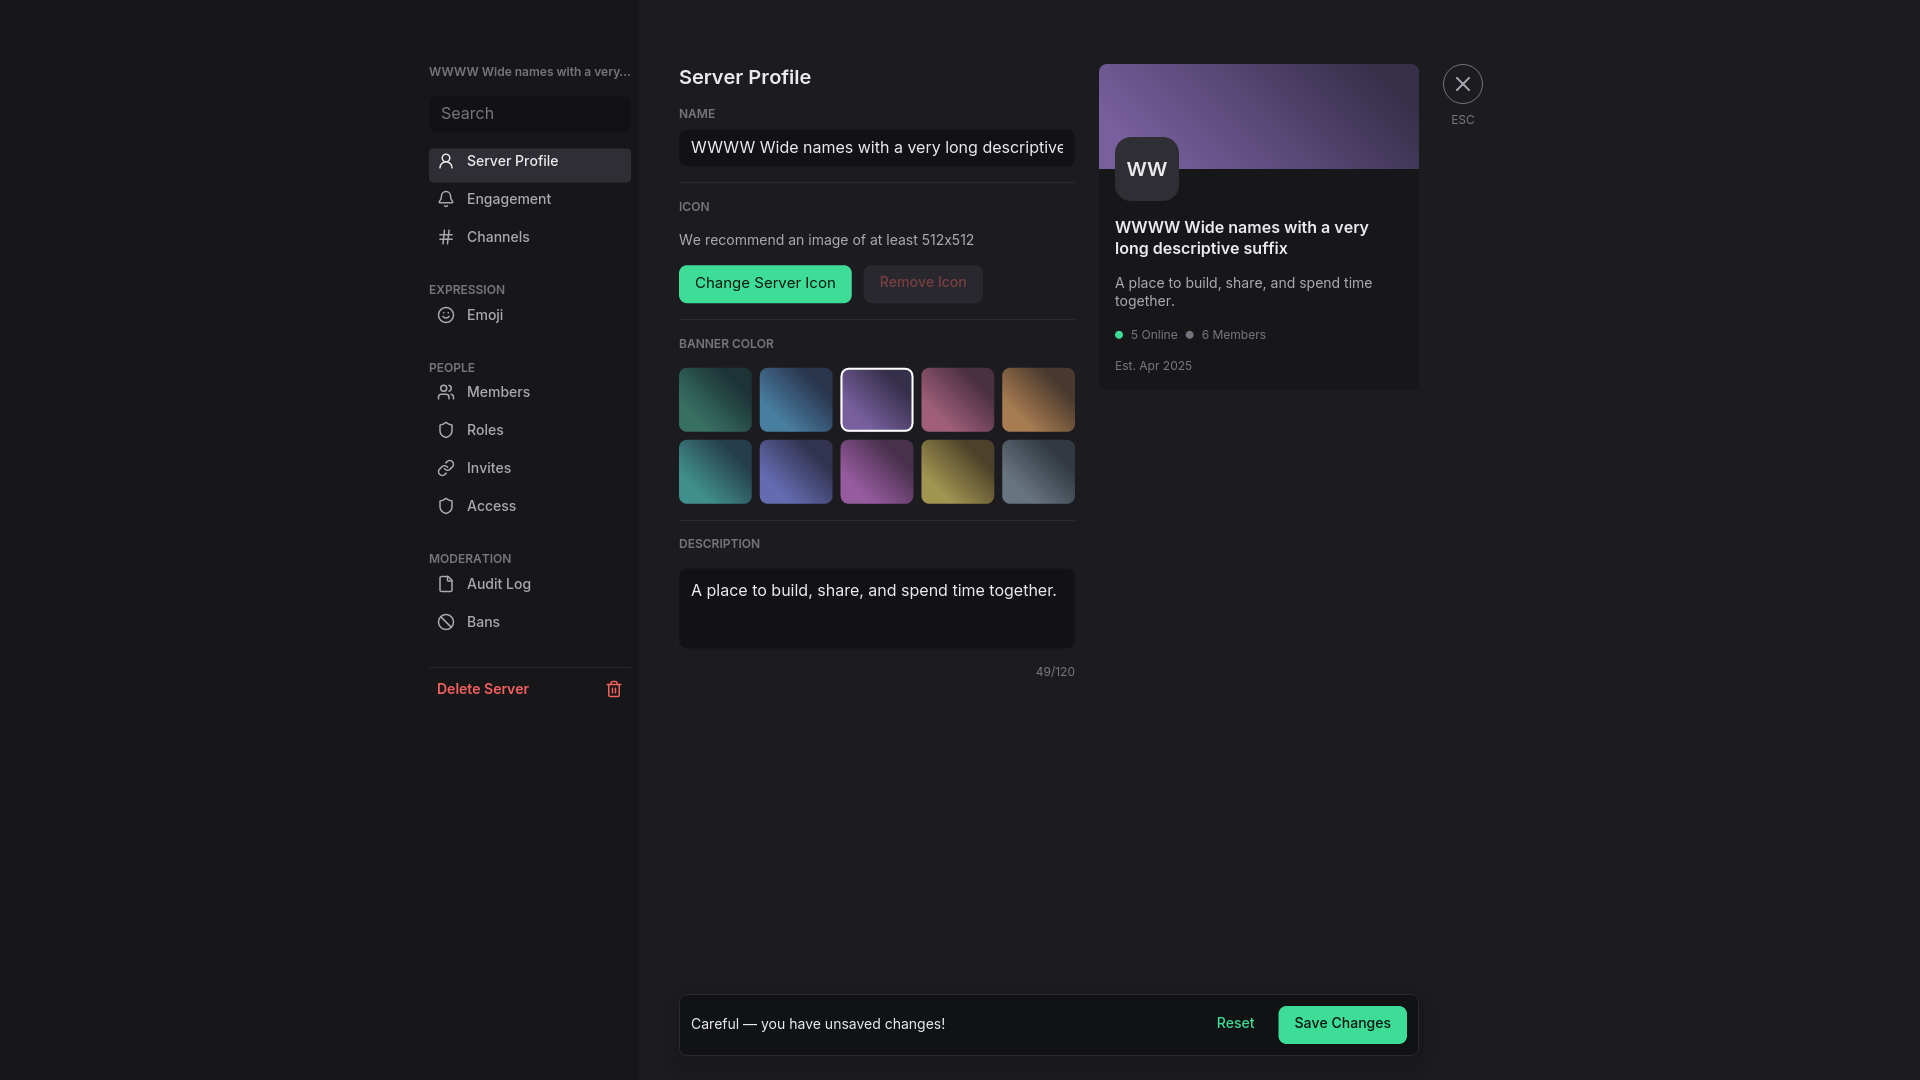 WWWW Wide names with a very...
Search
Server Profile
Engagement
Channels
EXPRESSION
Emoji
PEOPLE
Members
Roles
Invites
Access
MODERATION
Audit Log
Bans
Delete Server
Server Profile
NAME
WWWW Wide names with a very long descriptive
ICON
We recommend an image of at least 512x512
Change Server Icon
Remove Icon
BANNER COLOR
DESCRIPTION
A place to build, share, and spend time together.
49/120
WW
WWWW Wide names with a very
long descriptive suffix
A place to build, share, and spend time
together.
5 Online 6 Members
Est. Apr 2025
ESC
Careful — you have unsaved changes!
Reset
Save Changes